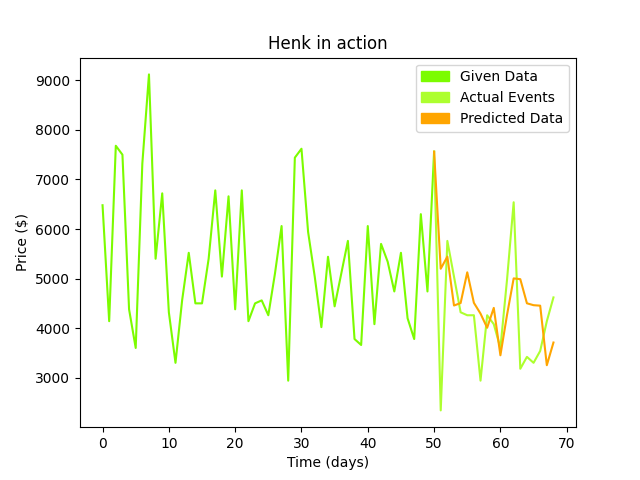 Henk in action
Given Data
Actual Events
Predicted Data
Price ($)
9000
8000
7000
6000
5000
4000
3000
0 10 20 30 40 50 60 70
Time (days)